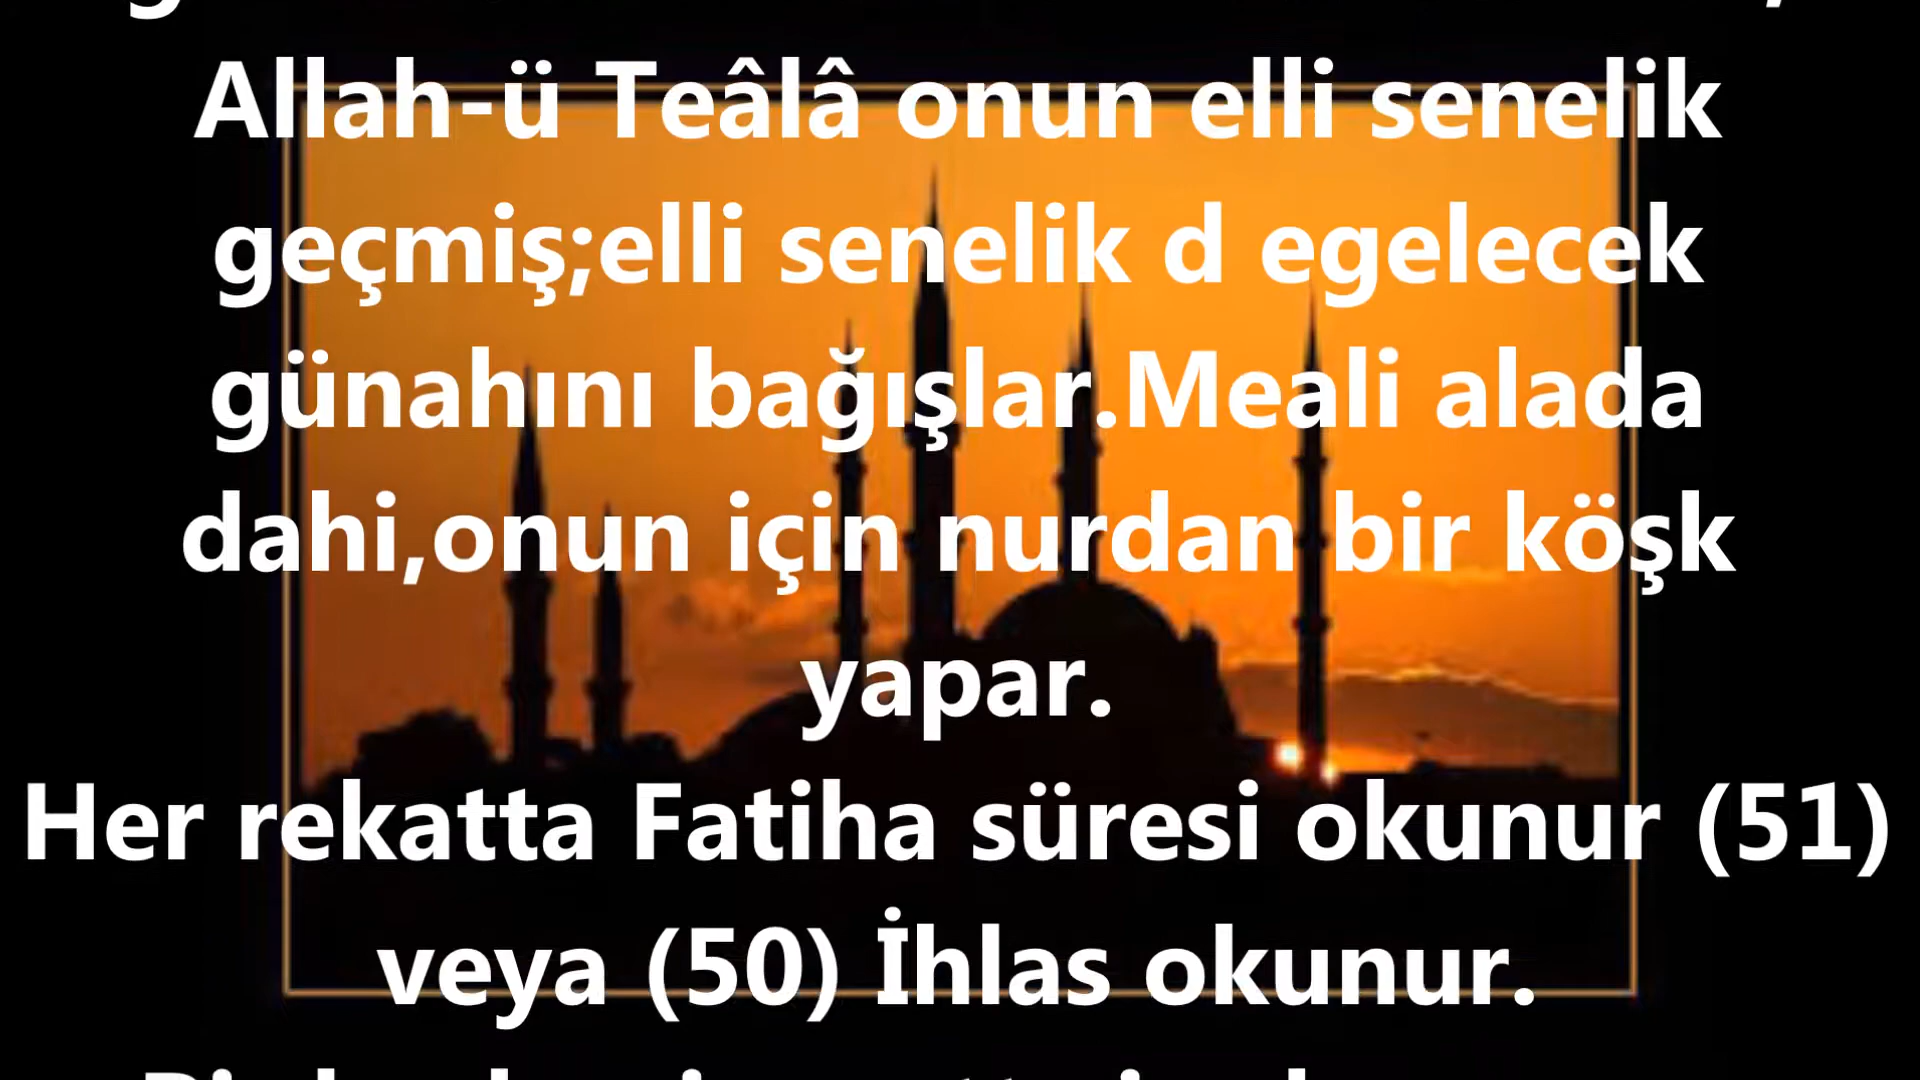 Allah-ü Teâlâ onun elli senelik
geçmiş;elli senelik d egelecek
günahını bağışlar.Meali alada
dahi,onun için nurdan bir köşk
yapar.
Her rekatta Fatiha süresi okunur (51)
veya (50) İhlas okunur.